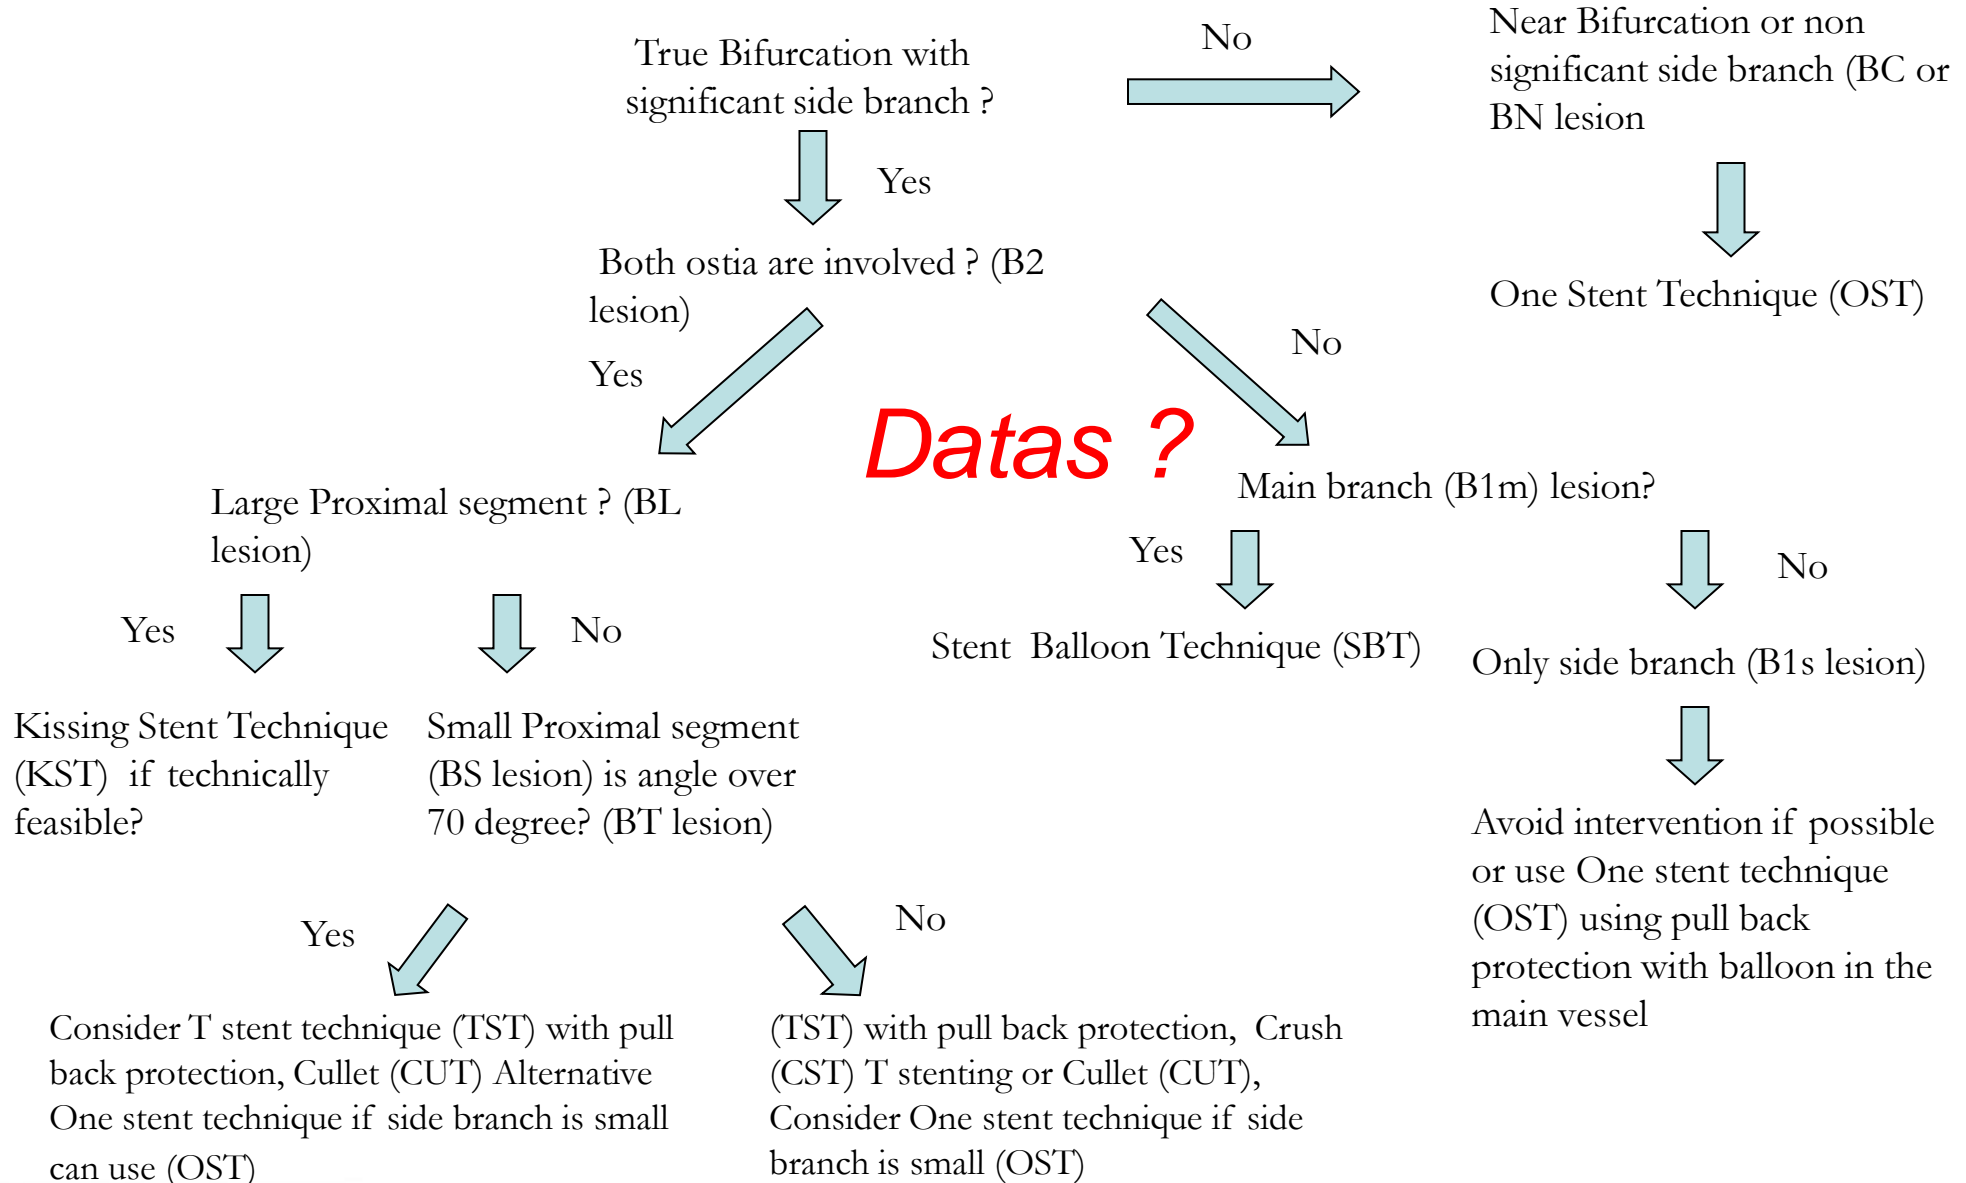 True Bifurcation with
significant side branch ?
No
Near Bifurcation or non
significant side branch (BC or
BN lesion
Yes
Both ostia are involved ? (B2
lesion)
One Stent Technique (OST)
Yes
No
Datas ?
Large Proximal segment ? (BL
lesion)
Main branch (B1m) lesion?
Yes
No
Yes
No
Stent Balloon Technique (SBT)
Only side branch (B1s lesion)
Kissing Stent Technique
(KST) if technically
feasible?
Small Proximal segment
(BS lesion) is angle over
70 degree? (BT lesion)
Avoid intervention if possible
or use One stent technique
(OST) using pull back
protection with balloon in the
main vessel
Yes
No
Consider T stent technique (TST) with pull
back protection, Cullet (CUT) Alternative
One stent technique if side branch is small
can use (OST)
(TST) with pull back protection, Crush
(CST) T stenting or Cullet (CUT),
Consider One stent technique if side
branch is small (OST)